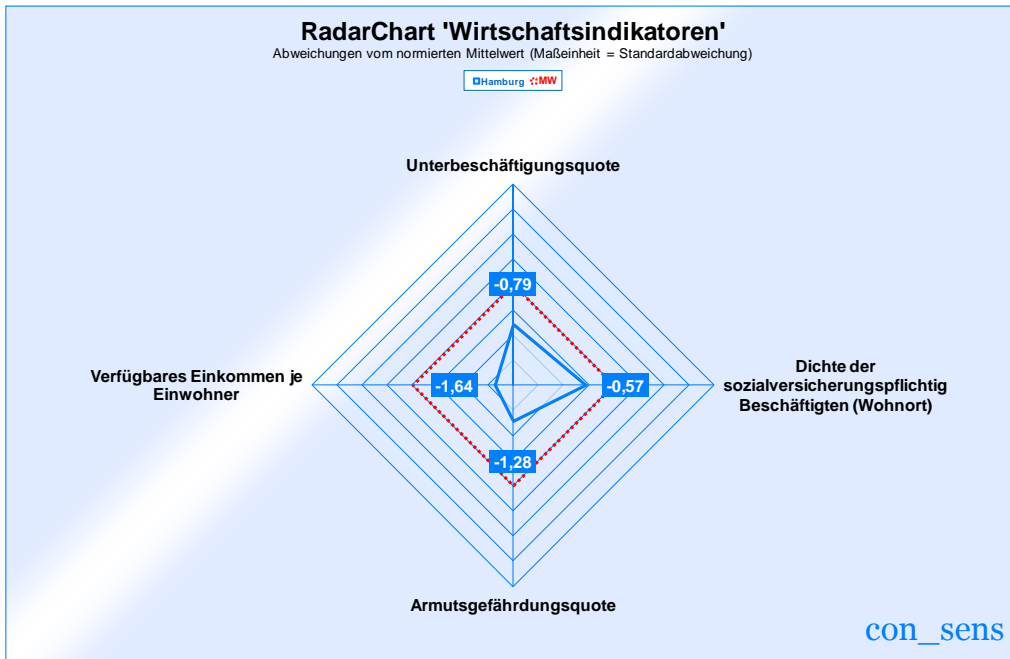 RadarChart 'Wirtschaftsindikatoren'
Abweichungen vom normierten Mittelwert (Maßeinheit = Standardabweichung)
Hamburg MW
Unterbeschäftigungsquote
-0,79
Verfügbares Einkommen je
Einwohner
-1,64
-0,57
Dichte der
sozialversicherungspflichtig
Beschäftigten (Wohnort)
-1,28
Armutsgefährdungsquote
con_sens